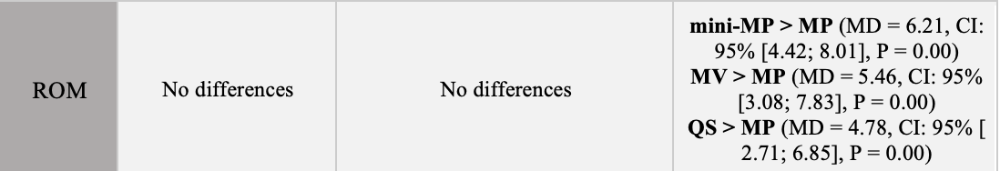 ROM
No differences
No differences
mini-MP > MP (MD = 6.21, CI:
95% [4.42; 8.01], P = 0.00)
MV > MP (MD = 5.46, CI: 95%
[3.08; 7.83], P = 0.00)
QS > MP (MD = 4.78, CI: 95% [
2.71; 6.85], P = 0.00)